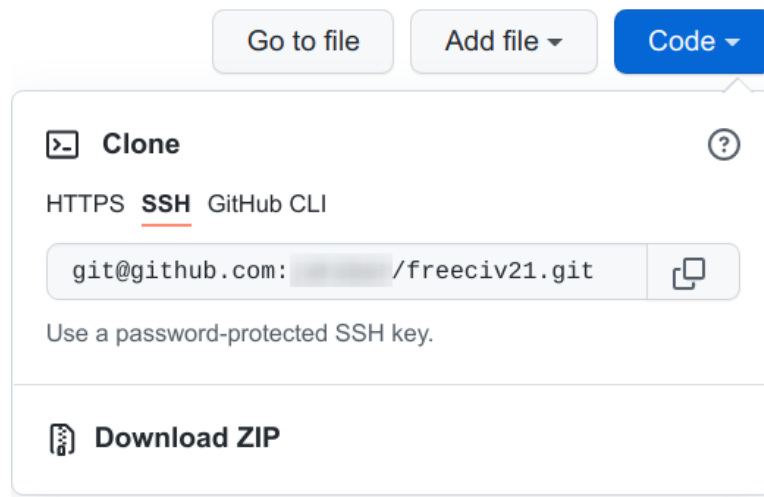 Go to file Add file Code
Clone
HTTPS SSH GitHub CLI
git@github.com: /freeciv21.git
Use a password-protected SSH key.
Download ZIP